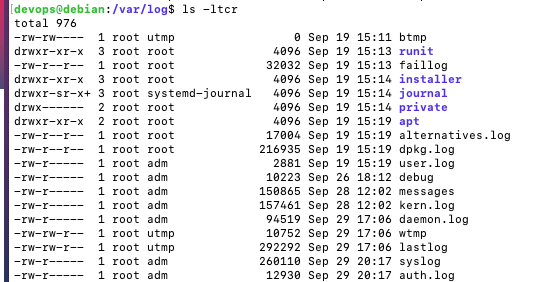 devops@debian:/var/log$ ls -ltcr
total 976
-rw-rw----  1 root utmp                 0 Sep 19 15:11 btmp
drwxr-xr-x  3 root root              4096 Sep 19 15:13 runit
-rw-r--r--  1 root root             32032 Sep 19 15:13 faillog
drwxr-xr-x  3 root root              4096 Sep 19 15:14 installer
drwxr-sr-x+ 3 root systemd-journal   4096 Sep 19 15:14 journal
drwx------  2 root root              4096 Sep 19 15:14 private
drwxr-xr-x  2 root root              4096 Sep 19 15:19 apt
-rw-r--r--  1 root root             17004 Sep 19 15:19 alternatives.log
-rw-r--r--  1 root root            216935 Sep 19 15:19 dpkg.log
-rw-r-----  1 root adm               2881 Sep 19 15:19 user.log
-rw-r-----  1 root adm              10223 Sep 26 18:12 debug
-rw-r-----  1 root adm             150865 Sep 28 12:02 messages
-rw-r-----  1 root adm             157461 Sep 28 12:02 kern.log
-rw-r-----  1 root adm              94519 Sep 29 17:06 daemon.log
-rw-rw-r--  1 root utmp             10752 Sep 29 17:06 wtmp
-rw-rw-r--  1 root utmp            292292 Sep 29 17:06 lastlog
-rw-r-----  1 root adm             260110 Sep 29 20:17 syslog
-rw-r-----  1 root adm              12930 Sep 29 20:17 auth.log